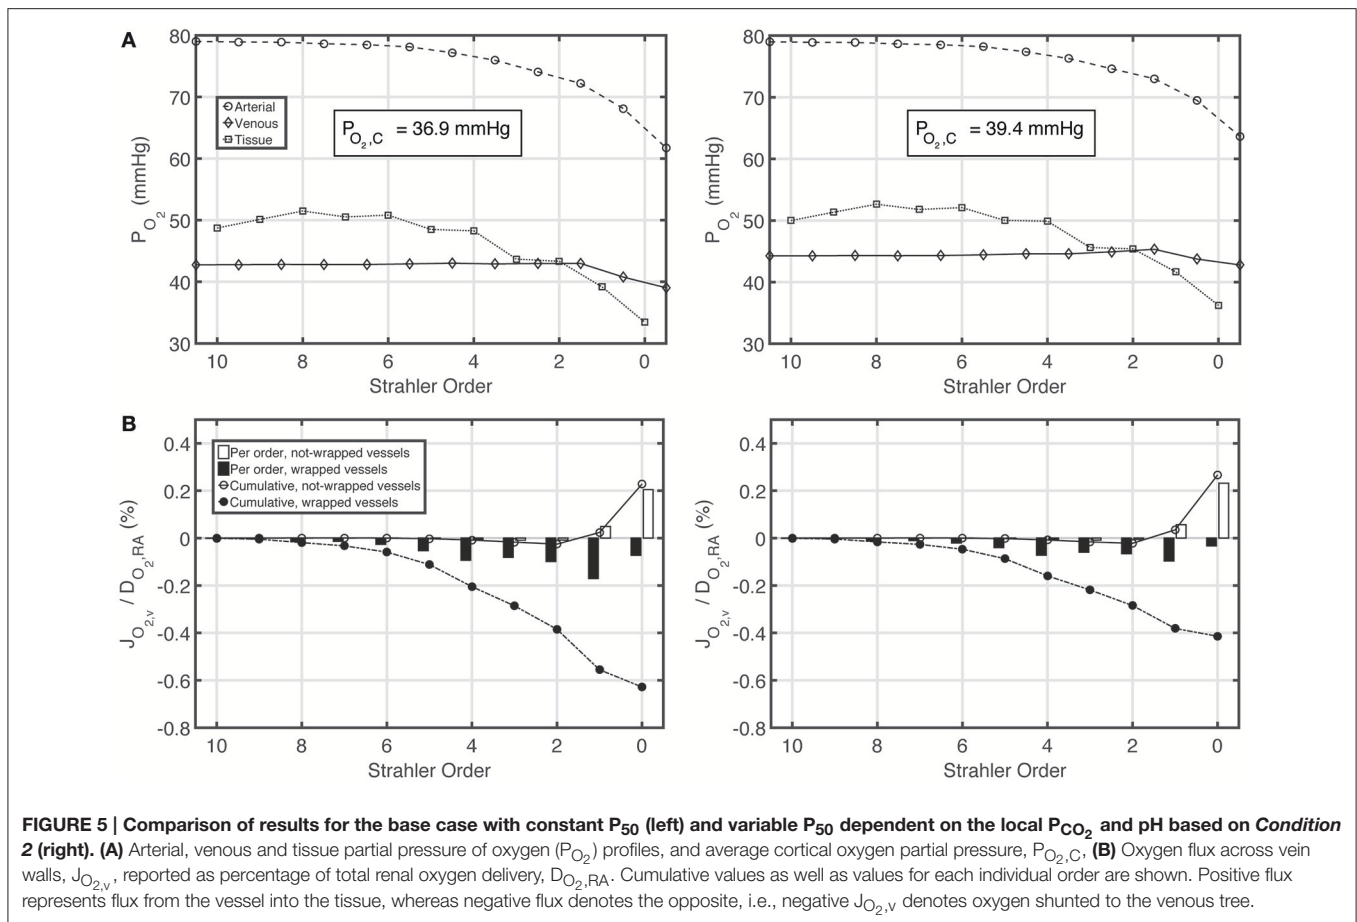 A
80
70
60
50
40
30
P_O2 (mmHg)
Arterial
Venous
Tissue
P_O2,C = 36.9 mmHg
10 8 6 4 2 0
Strahler Order
80
70
60
50
40
30
P_O2 (mmHg)
P_O2,C = 39.4 mmHg
10 8 6 4 2 0
Strahler Order
B
0.4
0.2
0
-0.2
-0.4
-0.6
-0.8
J_O2,v / D_O2,RA (%)
Per order, not-wrapped vessels
Per order, wrapped vessels
Cumulative, not-wrapped vessels
Cumulative, wrapped vessels
10 8 6 4 2 0
Strahler Order
0.4
0.2
0
-0.2
-0.4
-0.6
-0.8
J_O2,v / D_O2,RA (%)
10 8 6 4 2 0
Strahler Order
FIGURE 5 | Comparison of results for the base case with constant P50 (left) and variable P50 dependent on the local PCO2 and pH based on Condition
2 (right). (A) Arterial, venous and tissue partial pressure of oxygen (PO2) profiles, and average cortical oxygen partial pressure, PO2,C, (B) Oxygen flux across vein
walls, JO2,v, reported as percentage of total renal oxygen delivery, DO2,RA. Cumulative values as well as values for each individual order are shown. Positive flux
represents flux from the vessel into the tissue, whereas negative flux denotes the opposite, i.e., negative JO2,v denotes oxygen shunted to the venous tree.